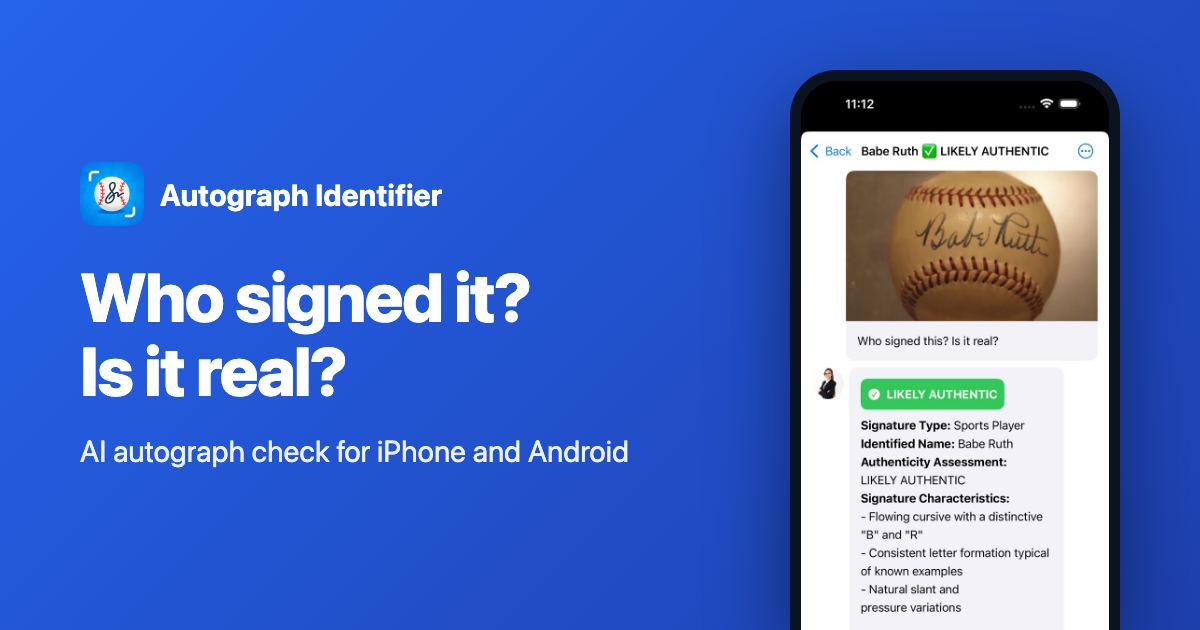 Autograph Identifier
Who signed it?
Is it real?
AI autograph check for iPhone and Android
11:12
Back Babe Ruth ✅ LIKELY AUTHENTIC
Babe Ruth
Who signed this? Is it real?
LIKELY AUTHENTIC
Signature Type: Sports Player
Identified Name: Babe Ruth
Authenticity Assessment:
LIKELY AUTHENTIC
Signature Characteristics:
- Flowing cursive with a distinctive
"B" and "R"
- Consistent letter formation typical
of known examples
- Natural slant and
pressure variations